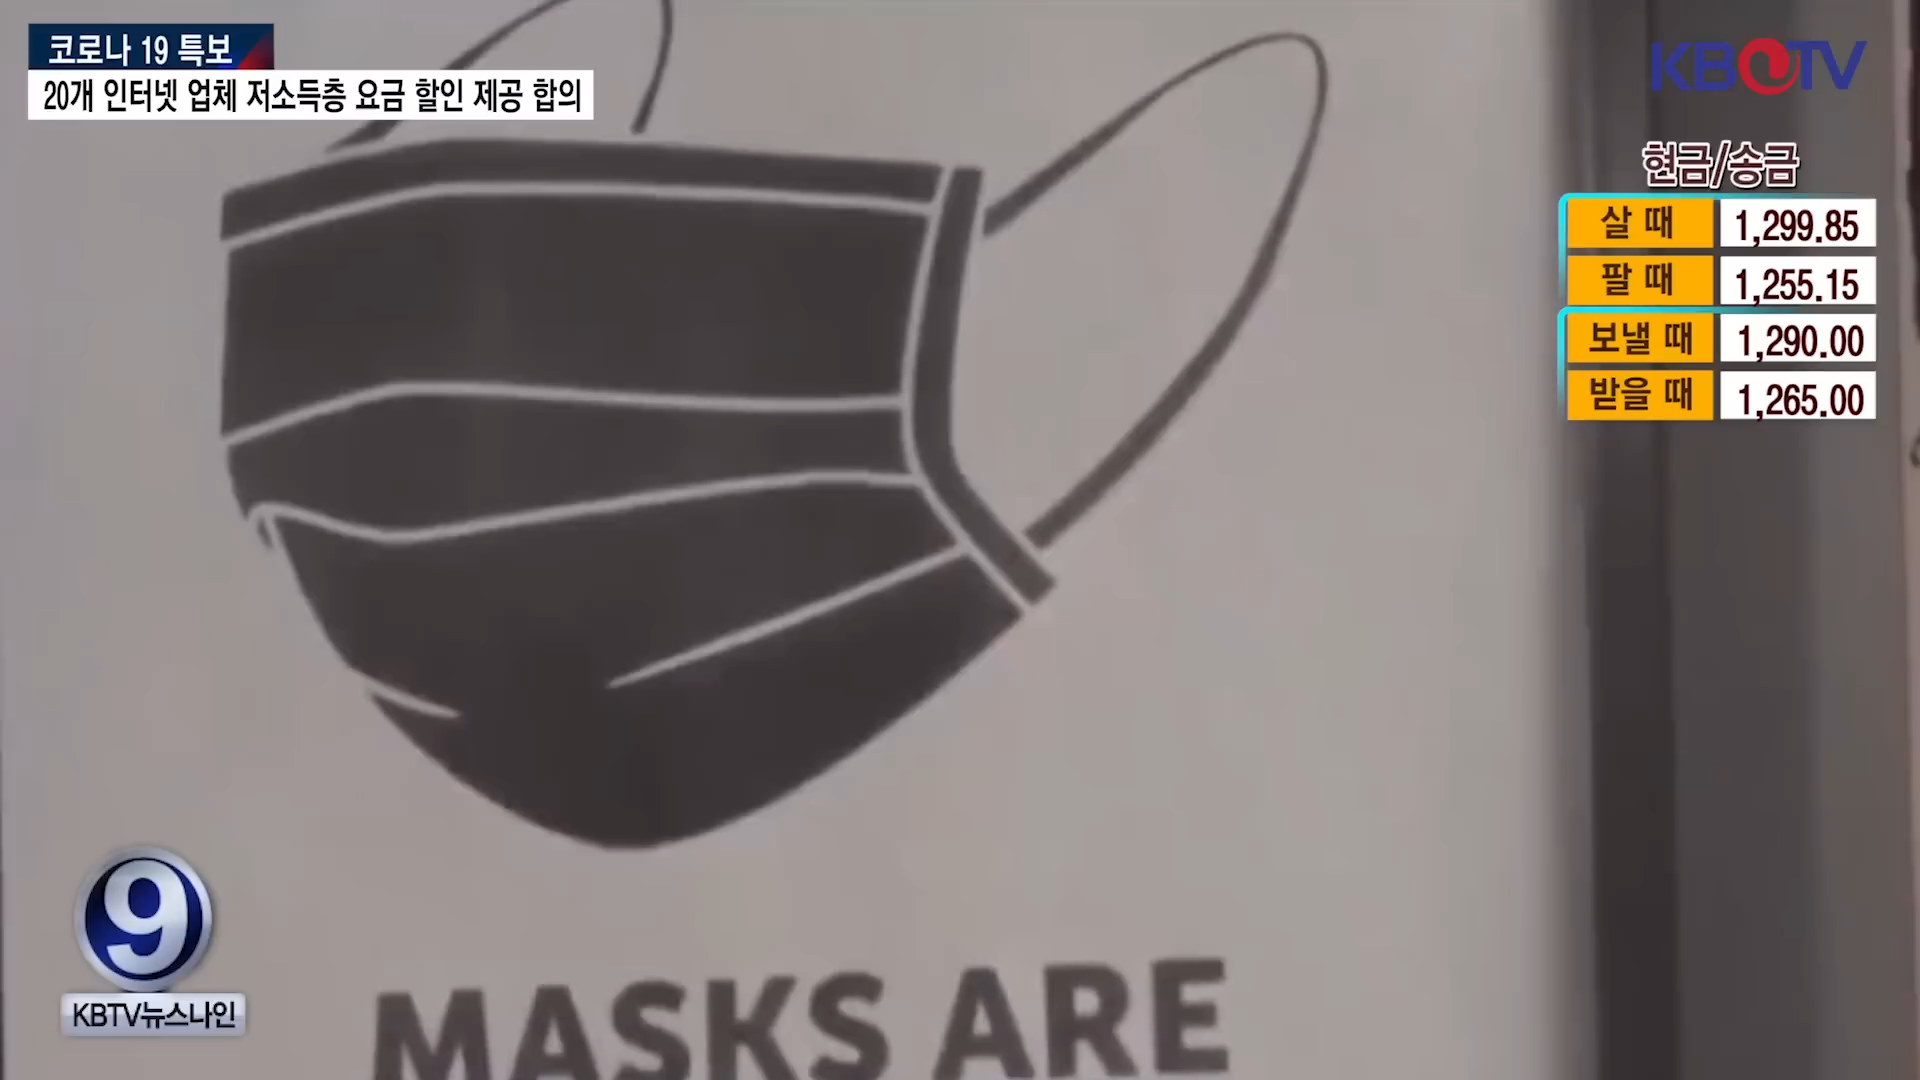 코로나 19 특보
20개 인터넷 업체 저소득층 요금 할인 제공 합의
KBTV
현금/송금
살 때 1,299.85
팔 때 1,255.15
보낼 때 1,290.00
받을 때 1,265.00
9
KBTV뉴스나인
MASKS ARE